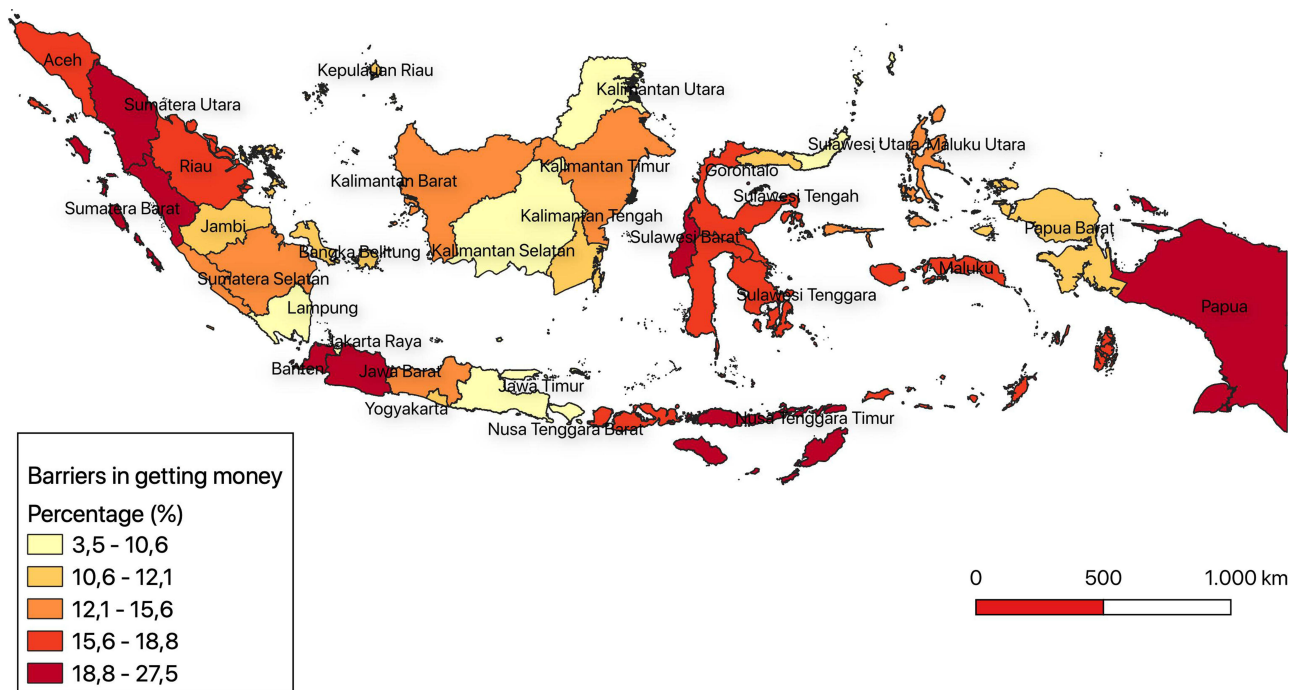 Aceh
Kepulauan Riau
Kalimantan Utara
Sumatera Utara
Sulawesi Utara
Maluku Utara
Riau
Kalimantan Timur
Gorontalo
Kalimantan Barat
Sulawesi Tengah
Sumatera Barat
Kalimantan Tengah
Jambi
Papua Barat
Sulawesi Barat
Bangka Belitung
Kalimantan Selatan
Maluku
Sumatera Selatan
Sulawesi Tenggara
Lampung
Papua
Jakarta Raya
Banten
Jawa Barat
Jawa Timur
Yogyakarta
Nusa Tenggara Timur
Nusa Tenggara Barat
Barriers in getting money
Percentage (%)
3,5 - 10,6
10,6 - 12,1
12,1 - 15,6
15,6 - 18,8
18,8 - 27,5
0 500 1.000 km